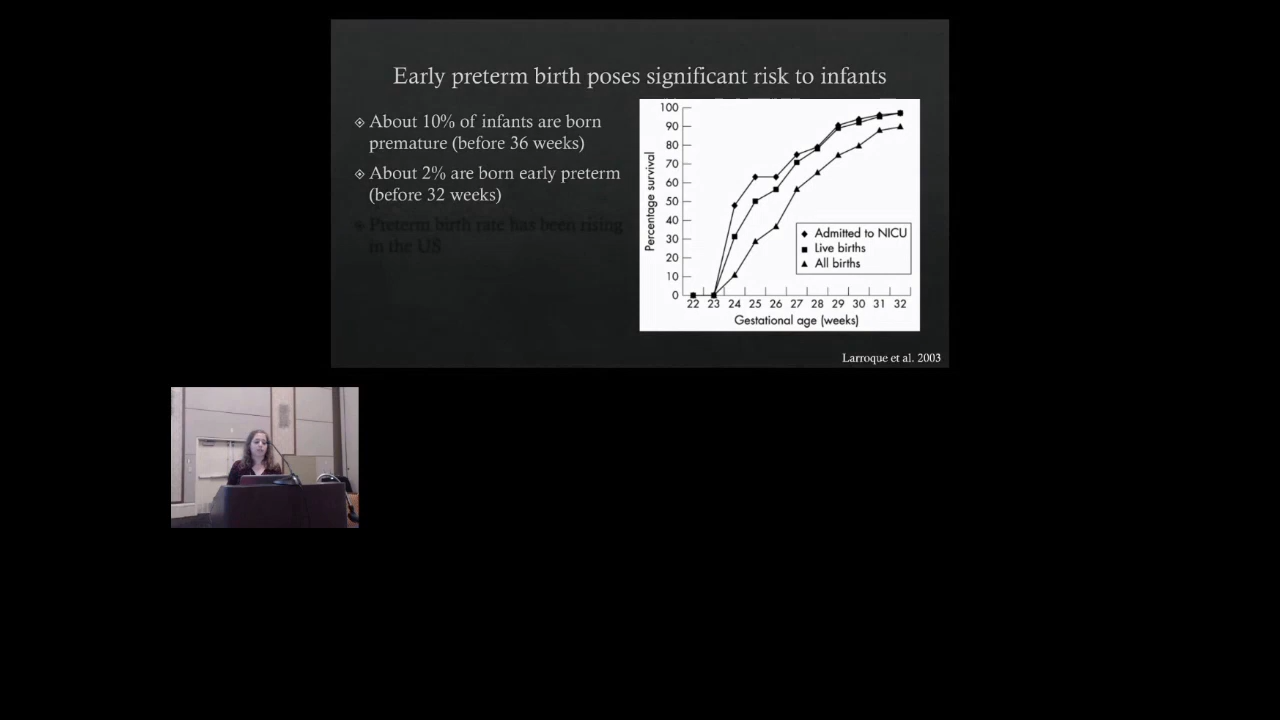 Early preterm birth poses significant risk to infants
About 10% of infants are born
premature (before 36 weeks)
About 2% are born early preterm
(before 32 weeks)
Preterm birth rate has been rising
in the US
100
90
80
70
60
50
40
30
20
10
0
Percentage survival
Admitted to NICU
Live births
All births
22 23 24 25 26 27 28 29 30 31 32
Gestational age (weeks)
Larroque et al. 2003